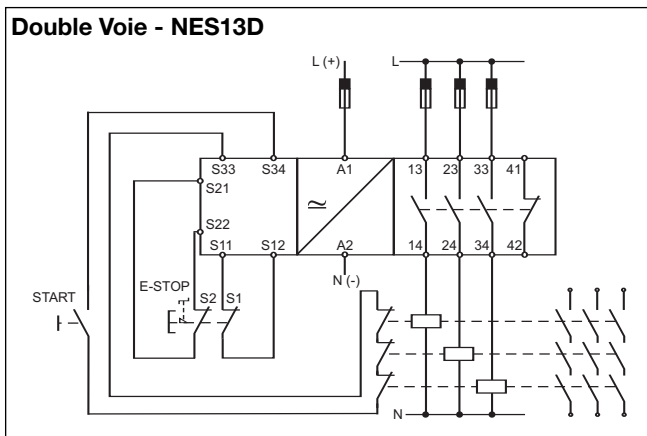 Double Voie - NES13D
L (+) L
S33 S34 A1 13 23 33 41
S21
S22
S11 S12 A2 14 24 34 42
N (-)
E-STOP
START
S2 S1
N